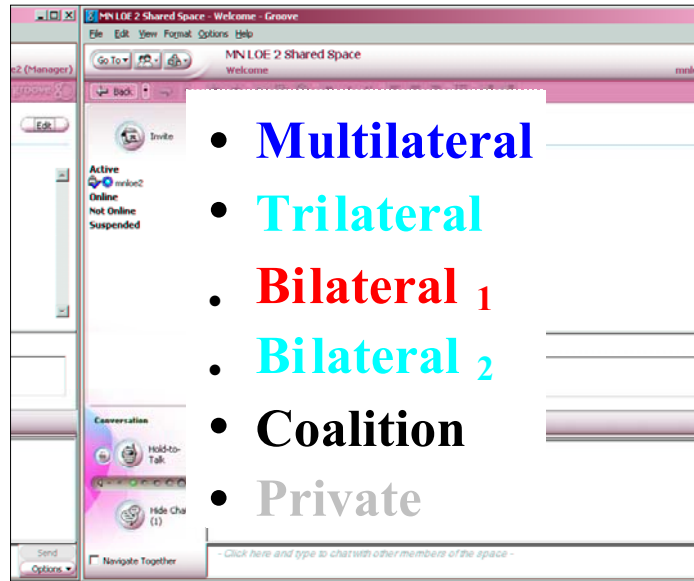 MN LOE 2 Shared Space - Welcome - Groove
File Edit View Format Options Help
e2 (Manager)
Go To
MN LOE 2 Shared Space
Welcome
Back
Edit
Invite
Active
mnloe2
Online
Not Online
Suspended
• Multilateral
• Trilateral
• Bilateral 1
• Bilateral 2
• Coalition
• Private
Conversation
Hold-to-
Talk
Hide Cha
(1)
Navigate Together
- Click here and type to chat with other members of the space -
Send
Options